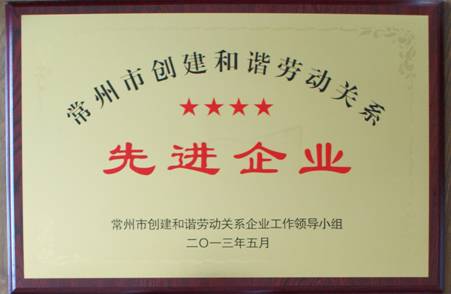 常州市创建和谐劳动关系
★★★★
先进企业
常州市创建和谐劳动关系企业工作领导小组
二〇一三年五月